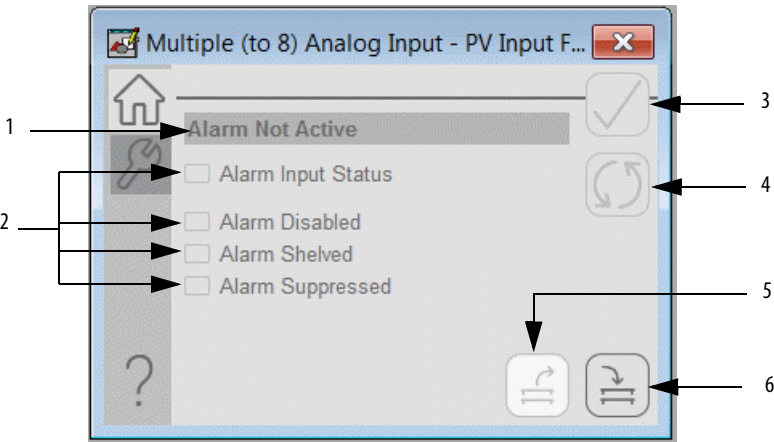 Multiple (to 8) Analog Input - PV Input F...
Alarm Not Active
Alarm Input Status
Alarm Disabled
Alarm Shelved
Alarm Suppressed
?
1
2
3
4
5
6